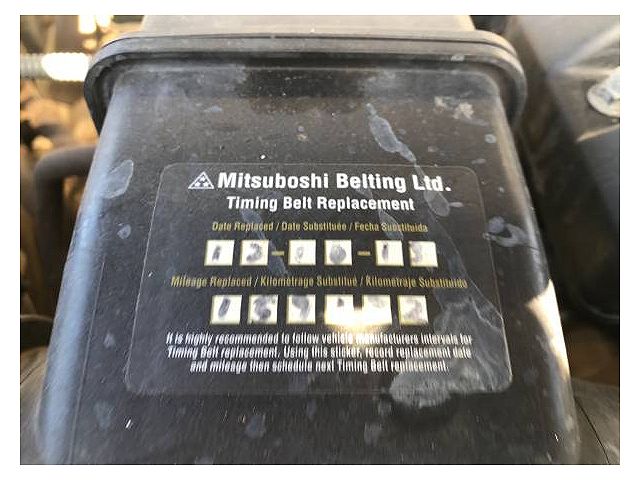 Mitsuboshi Belting Ltd.
Timing Belt Replacement
Date Replaced / Date Substituée / Fecha Substituida
Mileage Replaced / Kilométrage Substitué / Kilometraje Substituido
It is highly recommended to follow vehicle manufacturers intervals for
Timing Belt replacement. Using this sticker, record replacement date
and mileage then schedule next Timing Belt replacement.